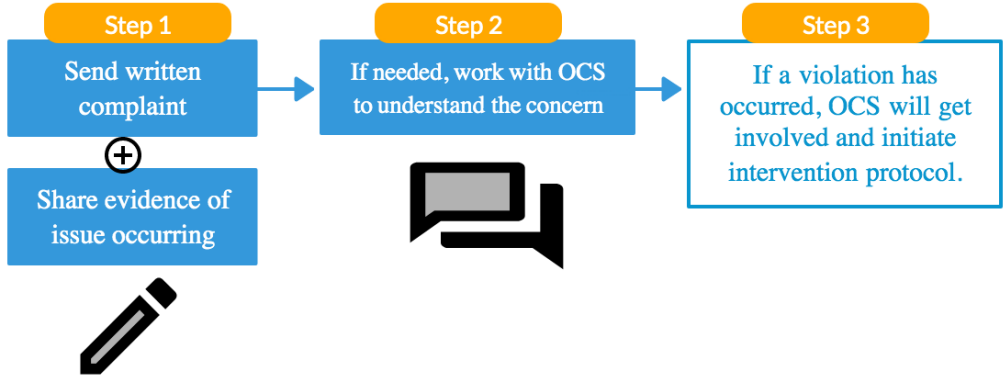 Step 1
Send written
complaint
Share evidence of
issue occurring
Step 2
If needed, work with OCS
to understand the concern
Step 3
If a violation has
occurred, OCS will get
involved and initiate
intervention protocol.